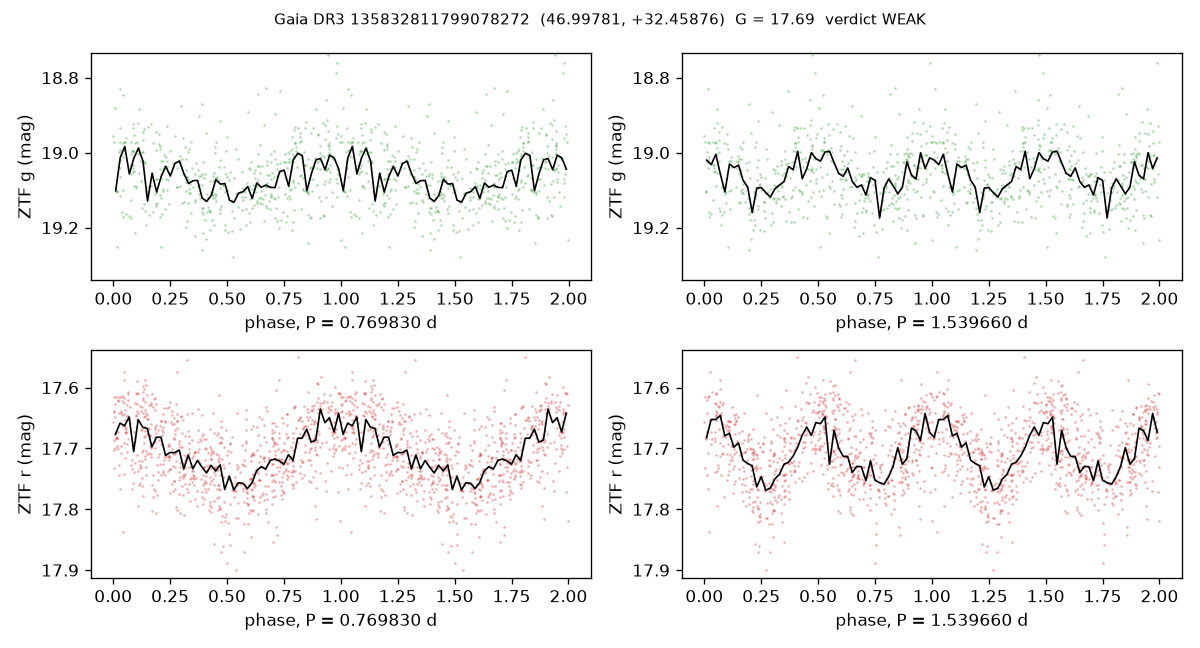 Gaia DR3 135832811799078272  (46.99781, +32.45876)  G = 17.69  verdict WEAK
ZTF g (mag)
18.8
19.0
19.2
0.00 0.25 0.50 0.75 1.00 1.25 1.50 1.75 2.00
phase, P = 0.769830 d
18.8
19.0
19.2
ZTF g (mag)
0.00 0.25 0.50 0.75 1.00 1.25 1.50 1.75 2.00
phase, P = 1.539660 d
ZTF r (mag)
17.6
17.7
17.8
17.9
0.00 0.25 0.50 0.75 1.00 1.25 1.50 1.75 2.00
phase, P = 0.769830 d
ZTF r (mag)
17.6
17.7
17.8
17.9
0.00 0.25 0.50 0.75 1.00 1.25 1.50 1.75 2.00
phase, P = 1.539660 d